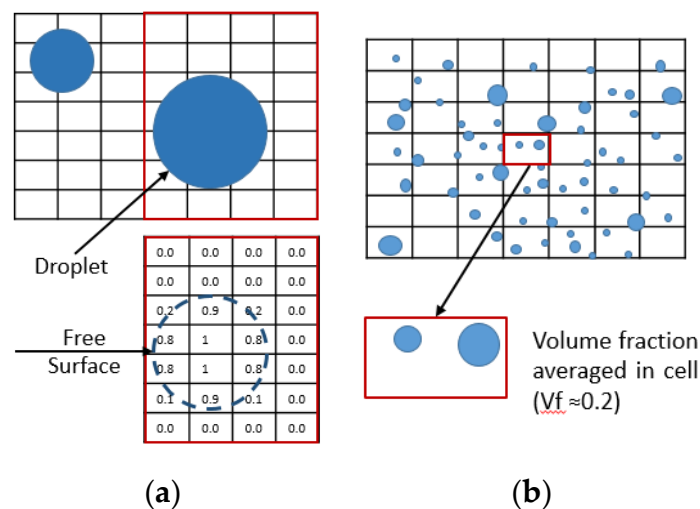 Droplet
Free
Surface
0.0 0.0 0.0 0.0
0.0 0.0 0.0 0.0
0.2 0.9 0.2 0.0
0.8 1 0.8 0.0
0.8 1 0.8 0.0
0.1 0.9 0.1 0.0
0.0 0.0 0.0 0.0
Volume fraction
averaged in cell
(Vf ≈0.2)
(a)
(b)